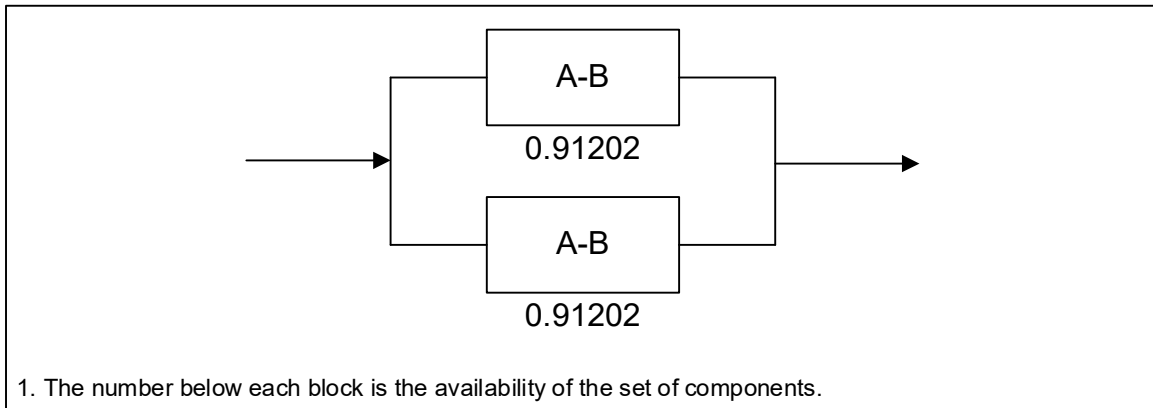 A-B
0.91202
A-B
0.91202
1. The number below each block is the availability of the set of components.